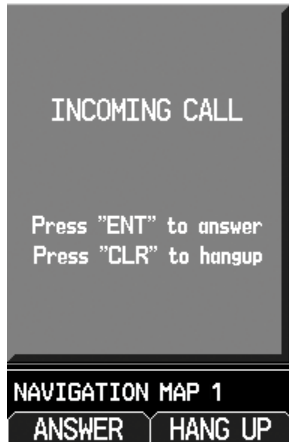 INCOMING CALL
Press "ENT" to answer
Press "CLR" to hangup
NAVIGATION MAP 1
ANSWER HANG UP